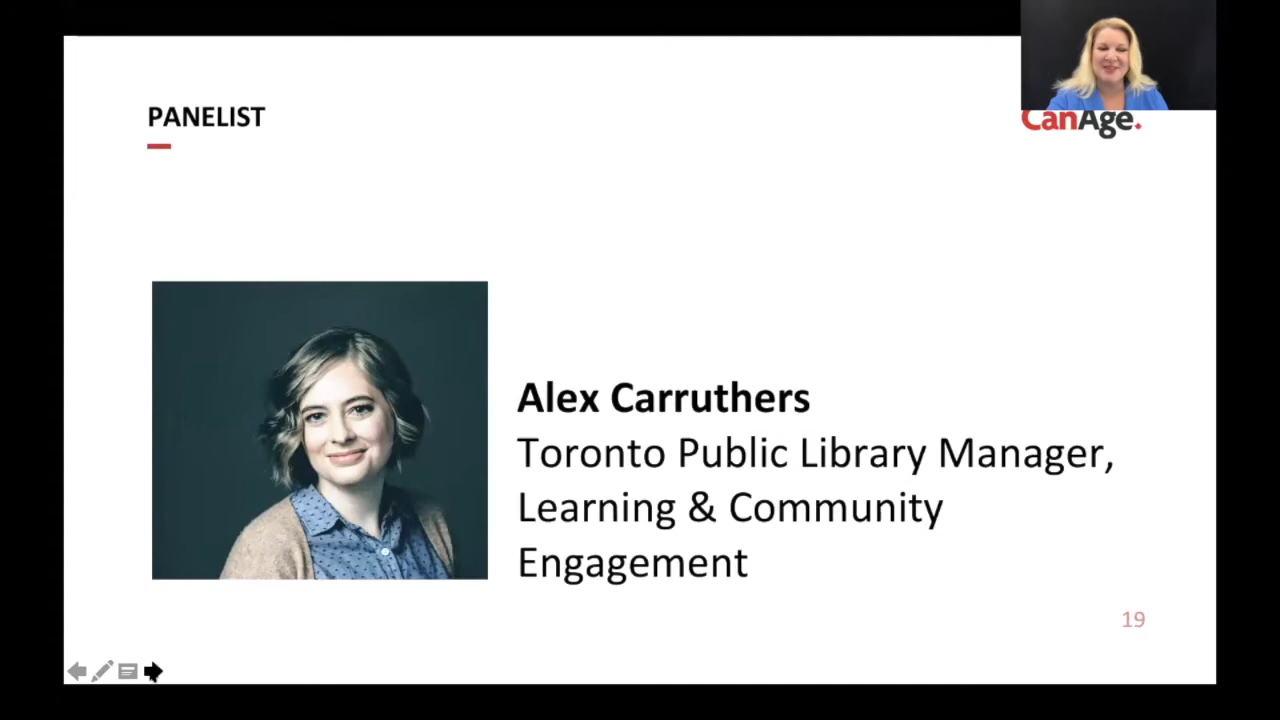 PANELIST
CanAge.
Alex Carruthers
Toronto Public Library Manager,
Learning & Community
Engagement
19